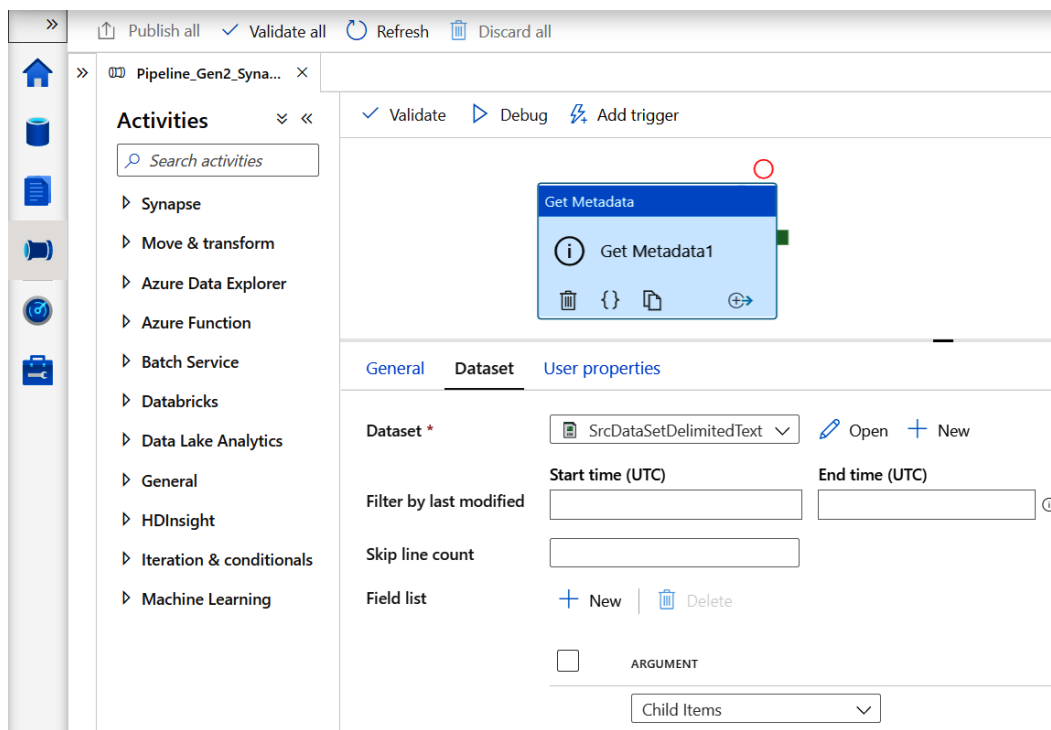 Publish all Validate all Refresh Discard all
Pipeline_Gen2_Syna...
Activities
Search activities
Synapse
Move & transform
Azure Data Explorer
Azure Function
Batch Service
Databricks
Data Lake Analytics
General
HDInsight
Iteration & conditionals
Machine Learning
Validate Debug Add trigger
Get Metadata
Get Metadata1
General Dataset User properties
Dataset * SrcDataSetDelimitedText Open New
Start time (UTC) End time (UTC)
Filter by last modified
Skip line count
Field list New Delete
ARGUMENT
Child Items